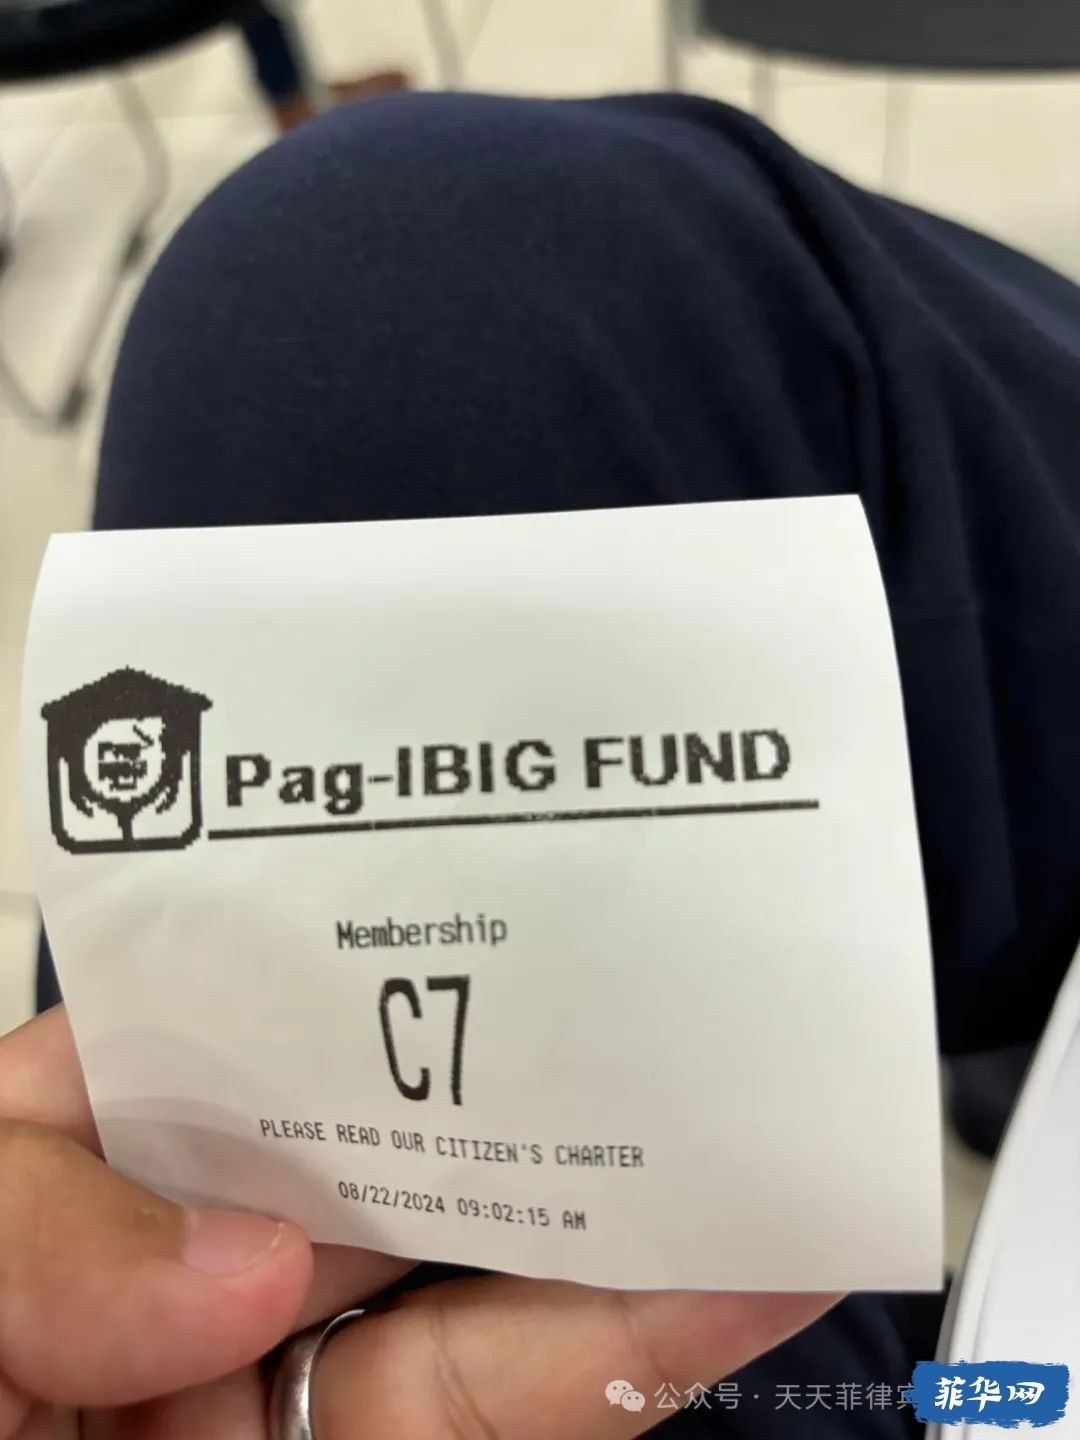 Pag-IBIG FUND
Membership
C7
PLEASE READ OUR CITIZEN'S CHARTER
08/22/2024 09:02:15 AM
公众号 · 天天菲律宾
菲华网